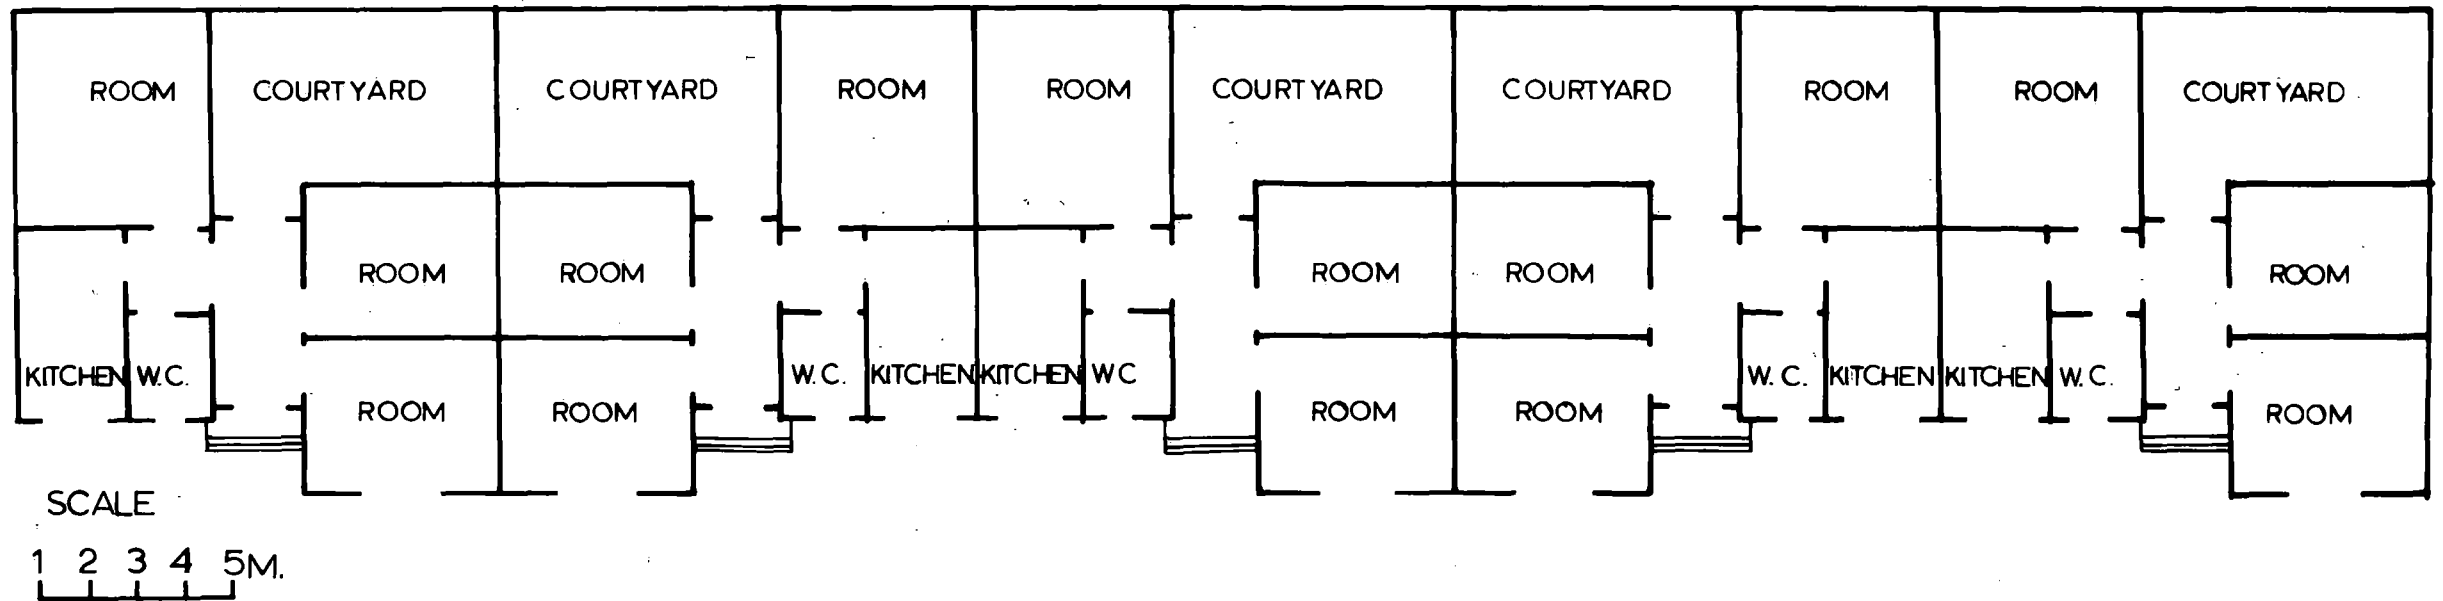 ROOM COURTYARD COURTYARD ROOM ROOM COURTYARD COURTYARD ROOM ROOM COURTYARD
ROOM ROOM ROOM ROOM ROOM
KITCHEN W.C. W.C. KITCHEN KITCHEN WC W.C. KITCHEN KITCHEN W.C.
ROOM ROOM ROOM ROOM ROOM
SCALE
1 2 3 4 5M.